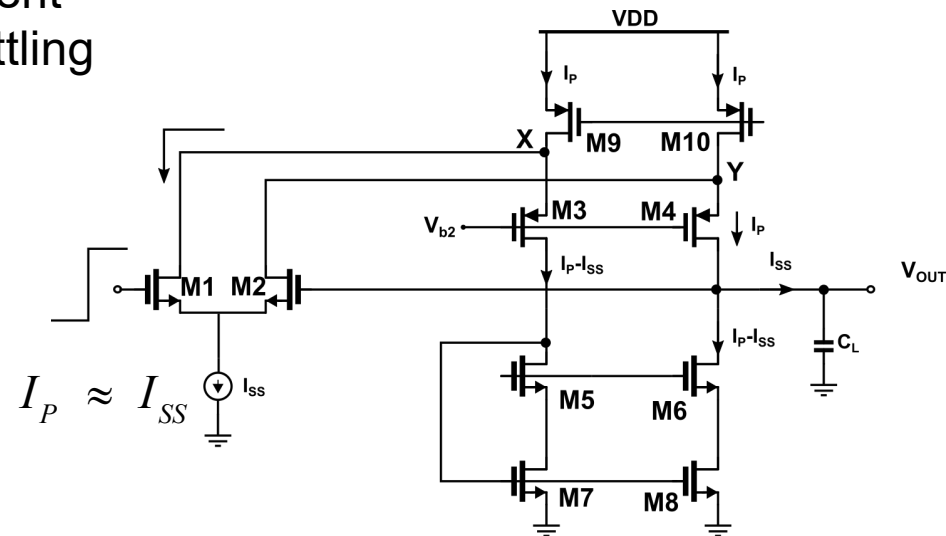 ttling
VDD
I_P
I_P
X
M9
M10
Y
M3
M4
V_b2
I_P
I_P-I_SS
I_SS
V_OUT
M1
M2
I_P-I_SS
C_L
I_P ≈ I_SS
I_SS
M5
M6
M7
M8